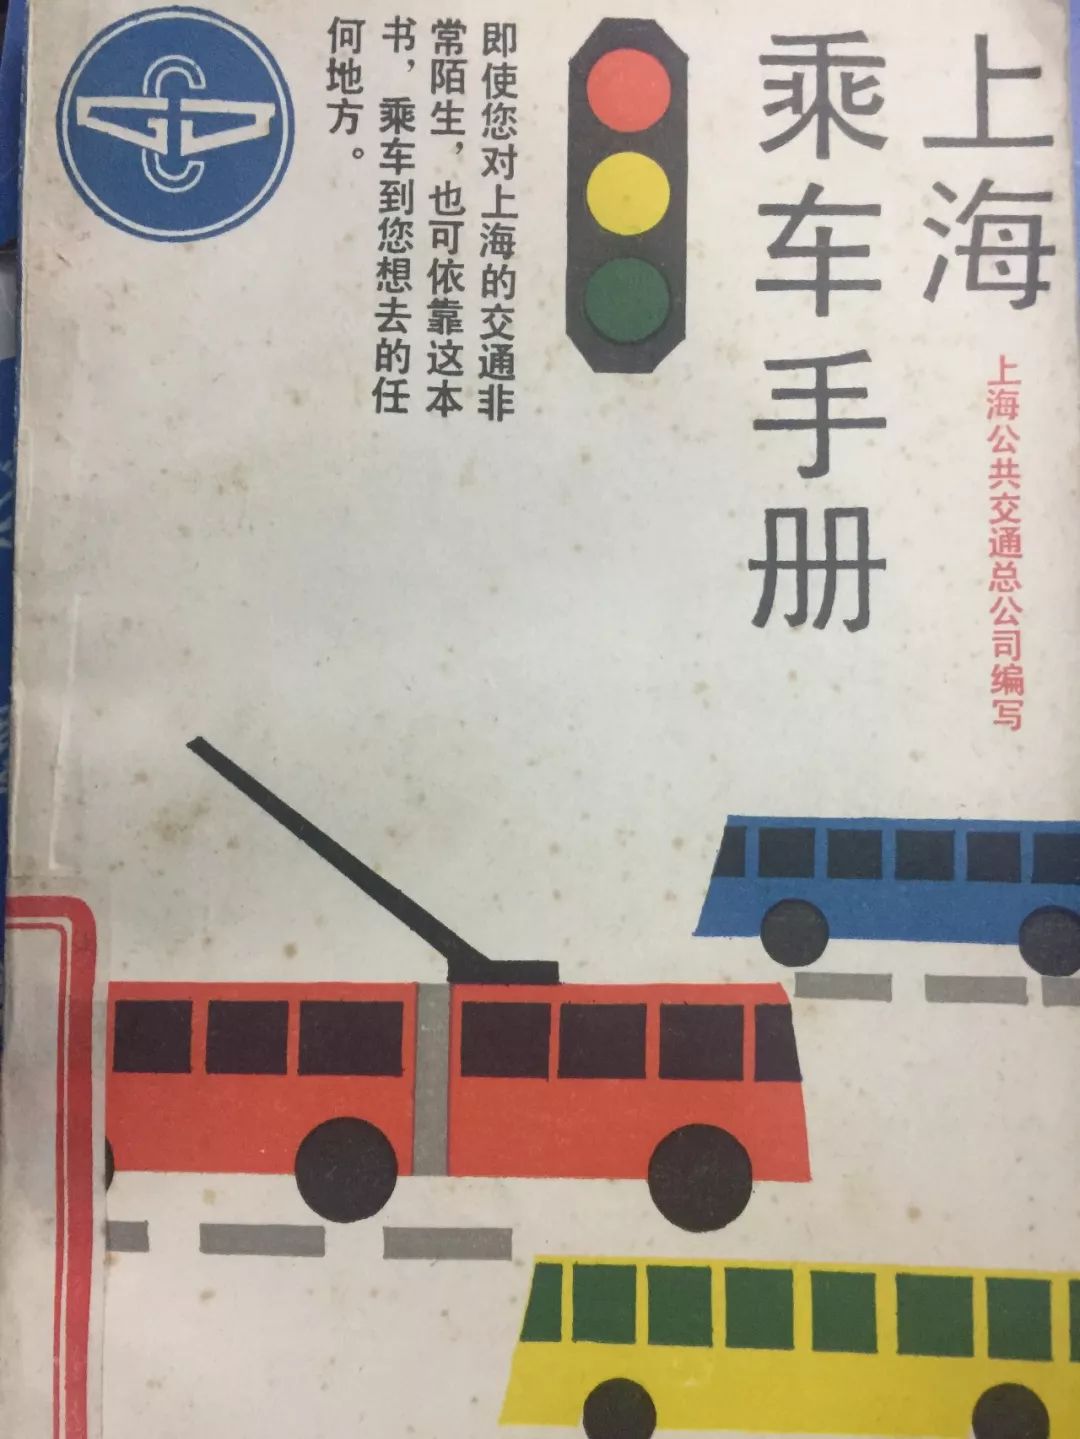 上海
乘车手册
上海公共交通总公司编写
即使您对上海的交通非
常陌生，也可依靠这本
书，乘车到您想去的任
何地方。